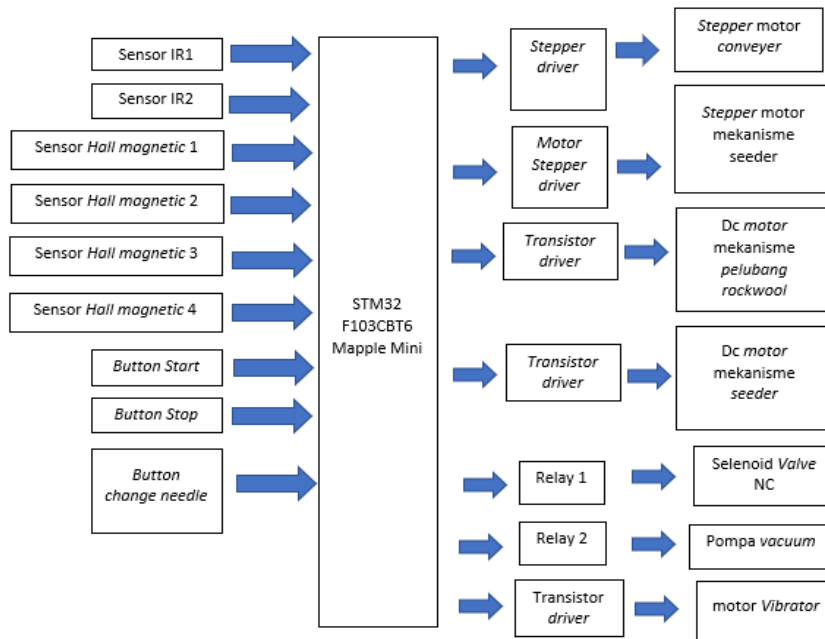 Sensor IR1
Sensor IR2
Sensor Hall magnetic 1
Sensor Hall magnetic 2
Sensor Hall magnetic 3
Sensor Hall magnetic 4
Button Start
Button Stop
Button
change needle
STM32
F103CBT6
Mapple Mini
Stepper
driver
Stepper motor
conveyer
Motor
Stepper
driver
Stepper motor
mekanisme
seeder
Transistor
driver
Dc motor
mekanisme
pelubang
rockwool
Transistor
driver
Dc motor
mekanisme
seeder
Relay 1
Selenoid Valve
NC
Relay 2
Pompa vacuum
Transistor
driver
motor Vibrator